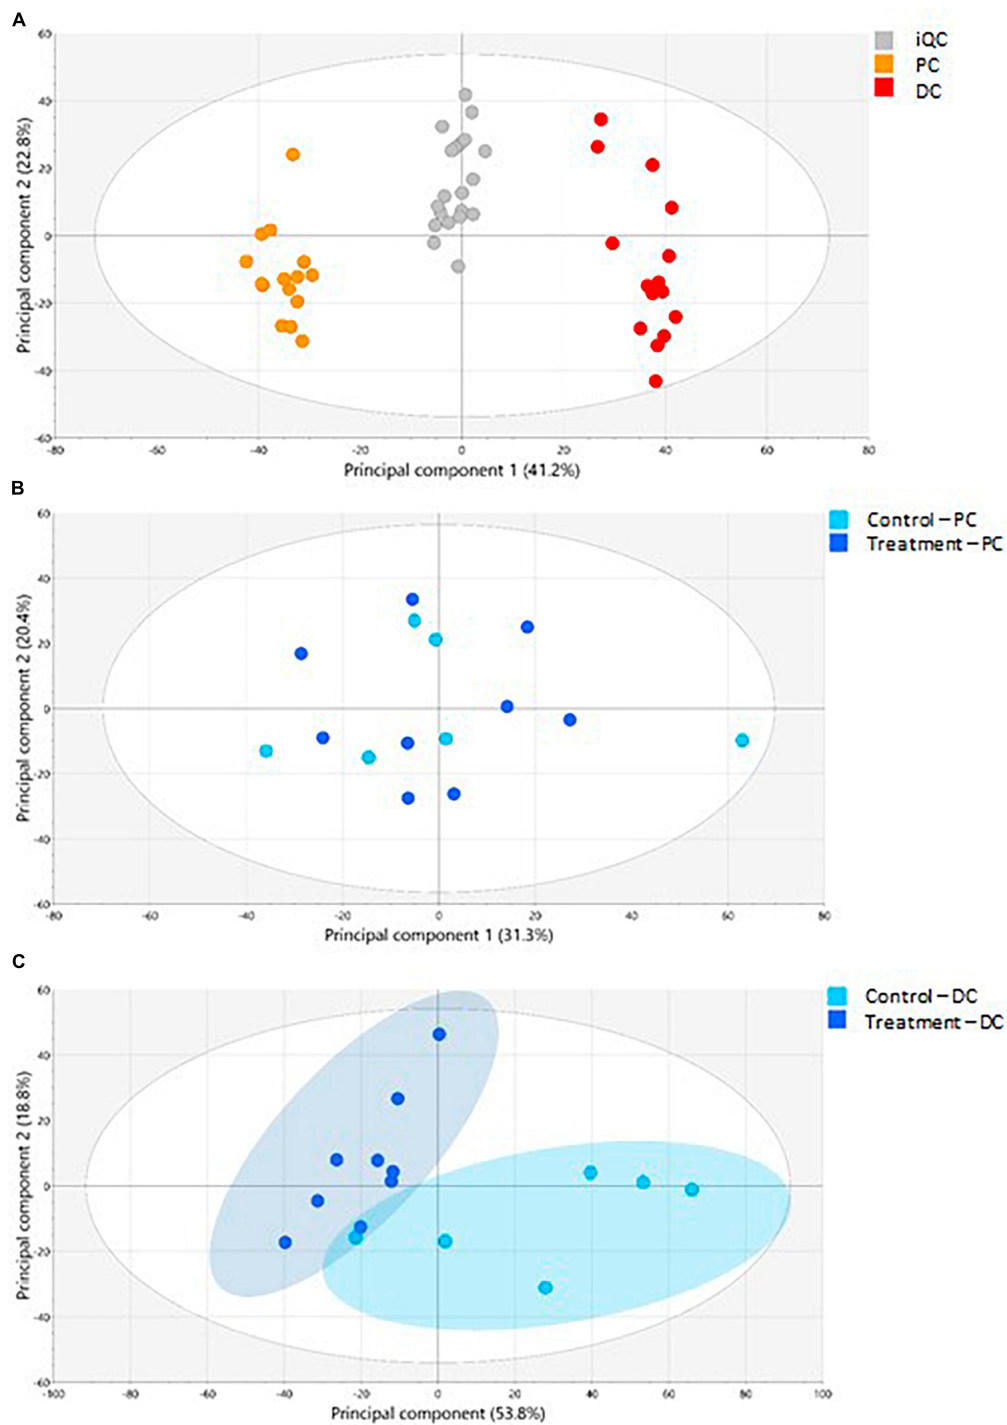 A
iQC
PC
DC
60
40
20
0
-20
-40
-60
Principal component 2 (22.8%)
-80 -60 -40 -20 0 20 40 60 80
Principal component 1 (41.2%)
B
Control–PC
Treatment–PC
60
40
20
0
-20
-40
-60
Principal component 2 (20.4%)
-80 -60 -40 -20 0 20 40 60 80
Principal component 1 (31.3%)
C
Control–DC
Treatment–DC
60
40
20
0
-20
-40
-60
Principal component 2 (18.8%)
-100 -80 -60 -40 -20 0 20 40 60 80 100
Principal component (53.8%)